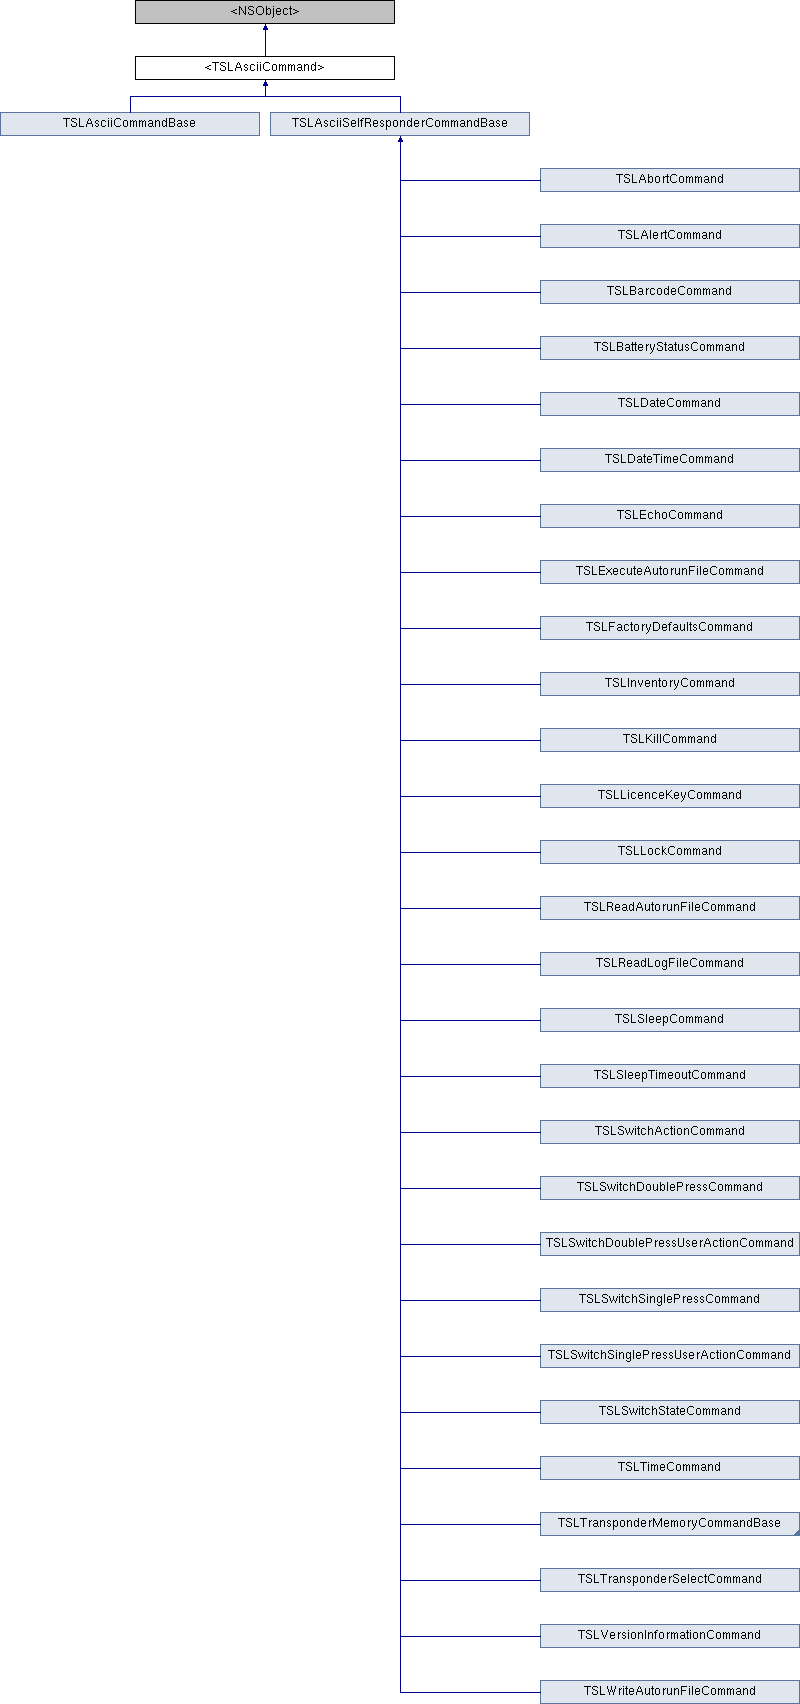 <NSObject>
<TSLAsciiCommand>
TSLAsciiCommandBase
TSLAsciiSelfResponderCommandBase
TSLAbortCommand
TSLAlertCommand
TSLBarcodeCommand
TSLBatteryStatusCommand
TSLDateCommand
TSLDateTimeCommand
TSLEchoCommand
TSLExecuteAutorunFileCommand
TSLFactoryDefaultsCommand
TSLInventoryCommand
TSLKillCommand
TSLLicenceKeyCommand
TSLLockCommand
TSLReadAutorunFileCommand
TSLReadLogFileCommand
TSLSleepCommand
TSLSleepTimeoutCommand
TSLSwitchActionCommand
TSLSwitchDoublePressCommand
TSLSwitchDoublePressUserActionCommand
TSLSwitchSinglePressCommand
TSLSwitchSinglePressUserActionCommand
TSLSwitchStateCommand
TSLTimeCommand
TSLTransponderMemoryCommandBase
TSLTransponderSelectCommand
TSLVersionInformationCommand
TSLWriteAutorunFileCommand